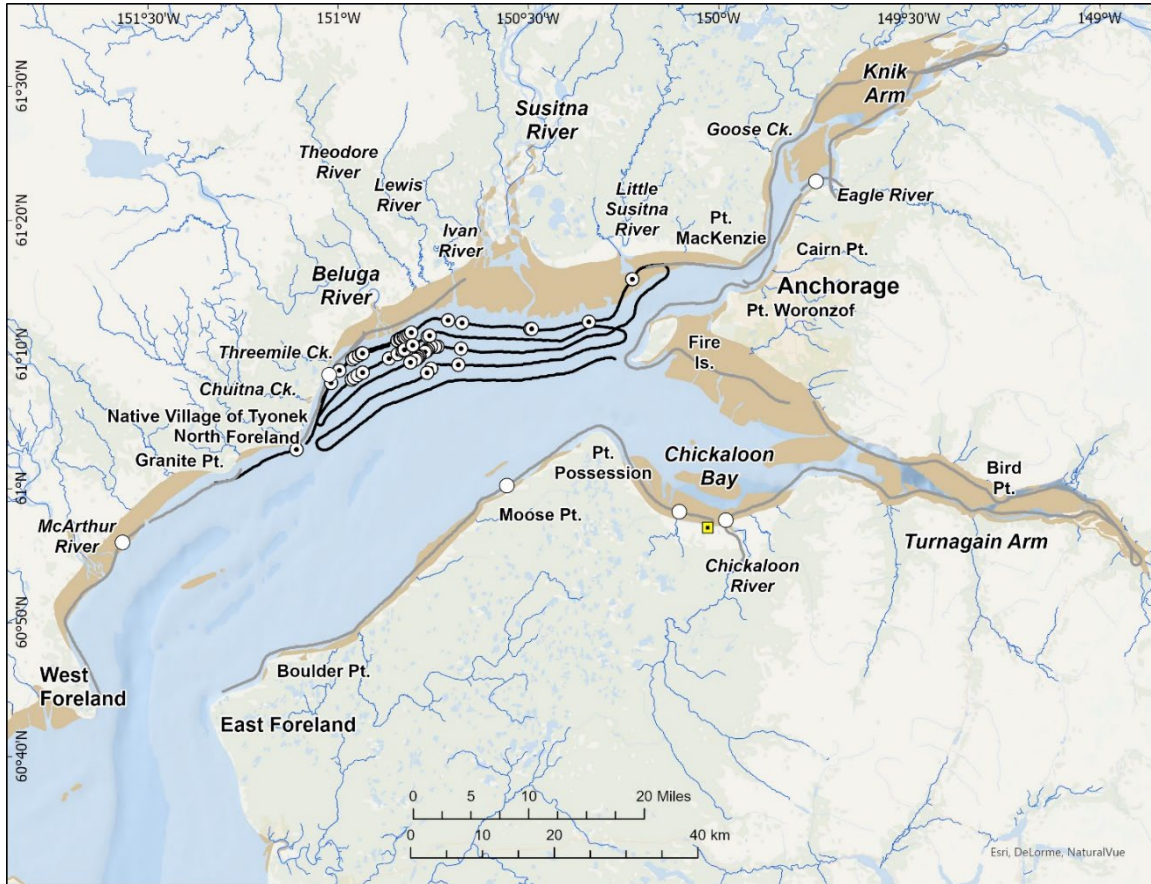 151°30'W
151°W
150°30'W
150°W
149°30'W
149°W
61°30'N
61°20'N
61°10'N
61°N
60°50'N
60°40'N
Knik
Arm
Goose Ck.
Susitna
River
Theodore
River
Lewis
River
Little
Susitna
River
Pt.
MacKenzie
Eagle River
Ivan
River
Cairn Pt.
Beluga
River
Anchorage
Pt. Woronzof
Threemile Ck.
Fire
Is.
Chuitna Ck.
Native Village of Tyonek
North Foreland
Granite Pt.
Pt.
Possession
Chickaloon
Bay
Bird
Pt.
McArthur
River
Moose Pt.
Turnagain Arm
Chickaloon
River
West
Foreland
Boulder Pt.
East Foreland
0 5 10 20 Miles
0 10 20 40 km
Esri, DeLorme, NaturalVue